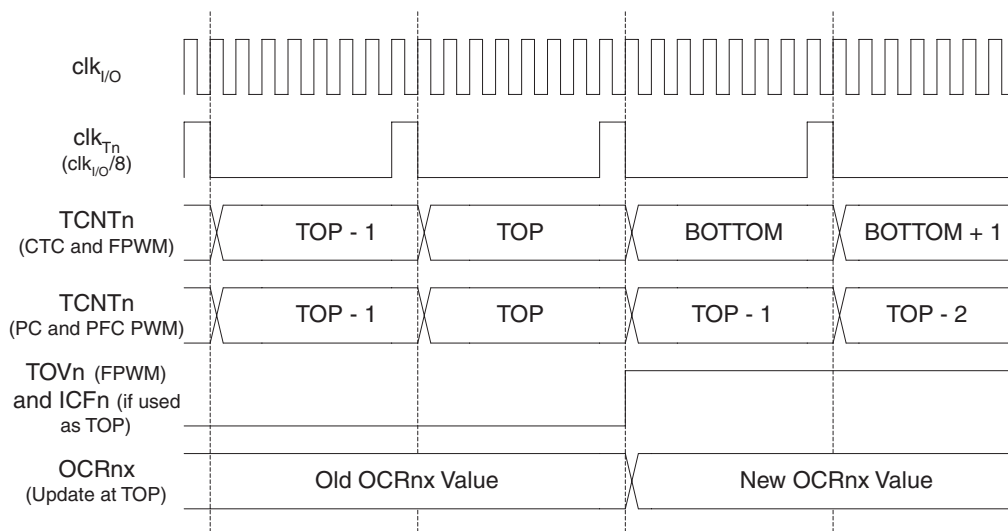 clkI/O
clkTn
(clkI/O/8)
TCNTn
(CTC and FPWM)
TOP - 1
TOP
BOTTOM
BOTTOM + 1
TCNTn
(PC and PFC PWM)
TOP - 1
TOP
TOP - 1
TOP - 2
TOVn (FPWM)
and ICFn (if used
as TOP)
OCRnx
(Update at TOP)
Old OCRnx Value
New OCRnx Value